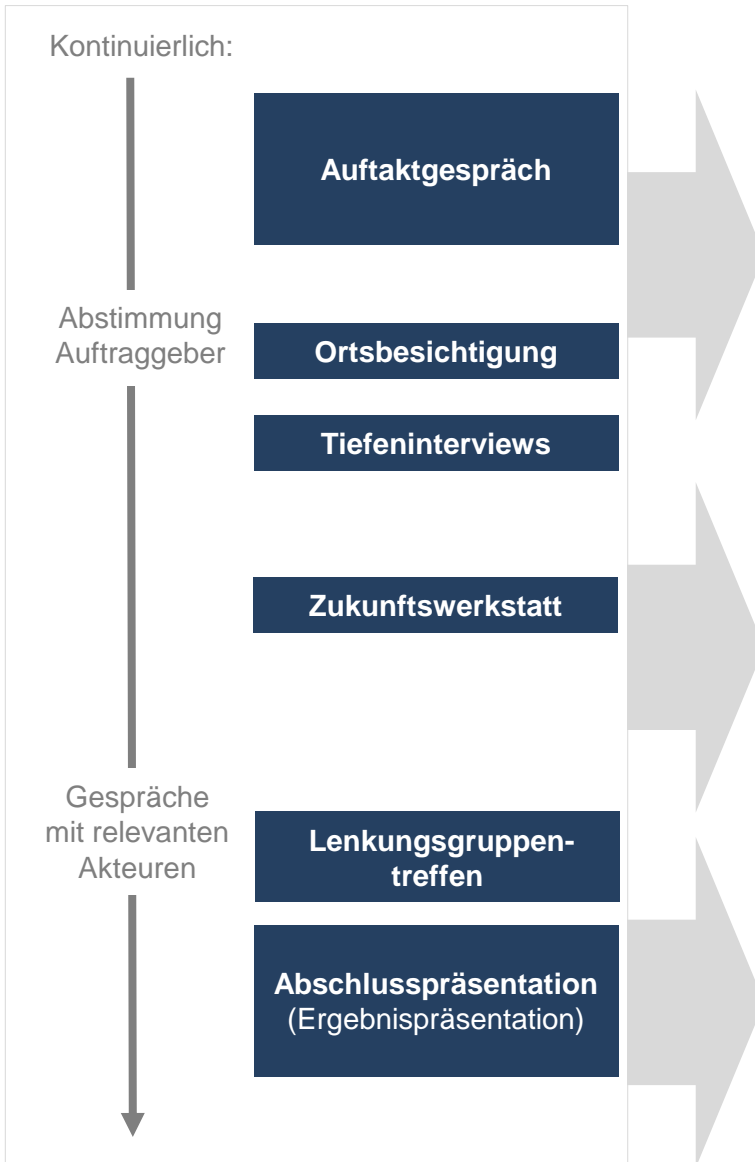 Kontinuierlich:
Auftaktgespräch
Abstimmung
Auftraggeber
Ortsbesichtigung
Tiefeninterviews
Zukunftswerkstatt
Gespräche
mit relevanten
Akteuren
Lenkungsgruppen-
treffen
Abschlusspräsentation
(Ergebnispräsentation)